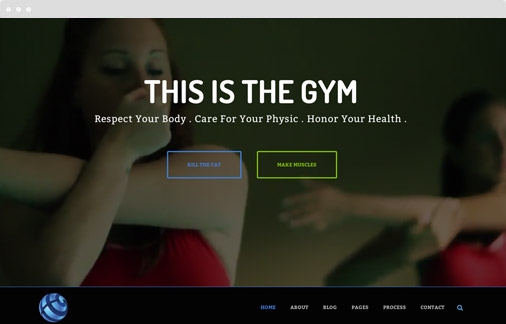 THIS IS THE GYM
Respect Your Body . Care For Your Physic . Honor Your Health .
KILL THE FAT
MAKE MUSCLES
HOME ABOUT BLOG PAGES PROCESS CONTACT